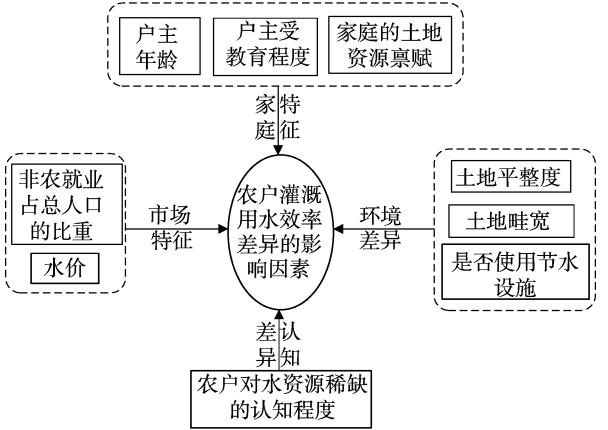 户主
年龄
户主受
教育程度
家庭的土地
资源禀赋
家庭
特征
非农就业
占总人口
的比重
水价
市场
特征
农户灌溉
用水效率
差异的影
响因素
环境
差异
土地平整度
土地畦宽
是否使用节水
设施
差异
认知
农户对水资源稀缺
的认知程度